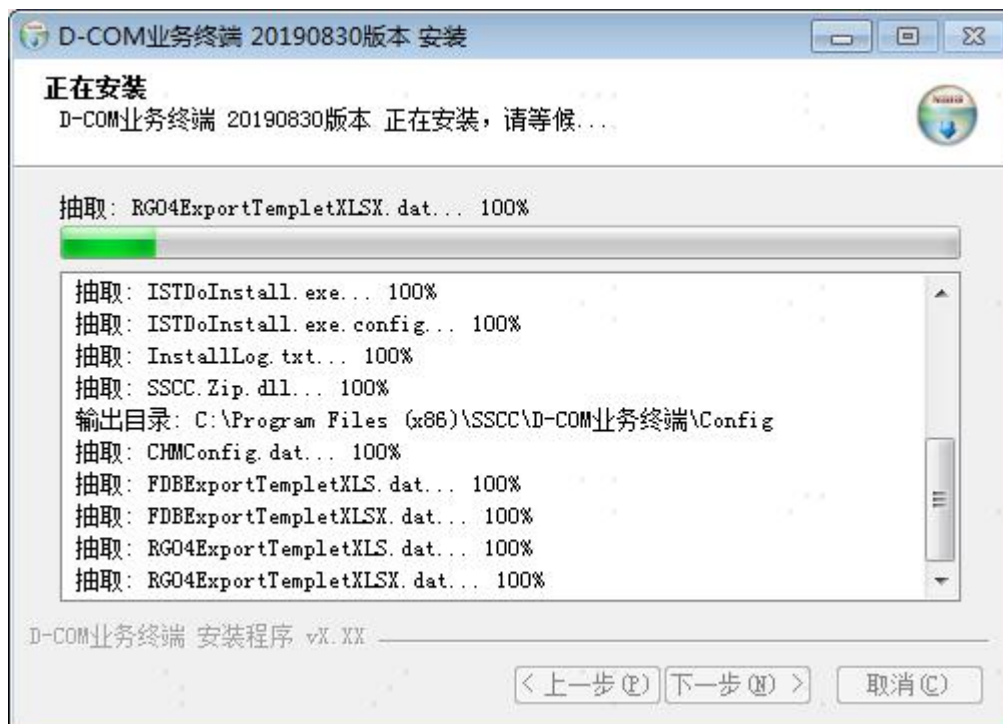 D-COM业务终端 20190830版本 安装
正在安装
D-COM业务终端 20190830版本 正在安装，请等候....
抽取: RG04ExportTempletXLSX.dat... 100%
抽取: ISTDoInstall.exe... 100%
抽取: ISTDoInstall.exe.config... 100%
抽取: InstallLog.txt... 100%
抽取: SSCC.Zip.dll... 100%
输出目录: C:\Program Files (x86)\SSCC\D-COM业务终端\Config
抽取: CHMConfig.dat... 100%
抽取: FDBExportTempletXLS.dat... 100%
抽取: FDBExportTempletXLSX.dat... 100%
抽取: RG04ExportTempletXLS.dat... 100%
抽取: RG04ExportTempletXLSX.dat... 100%
D-COM业务终端 安装程序 vX.XX
< 上一步(P) 下一步(N) > 取消(C)